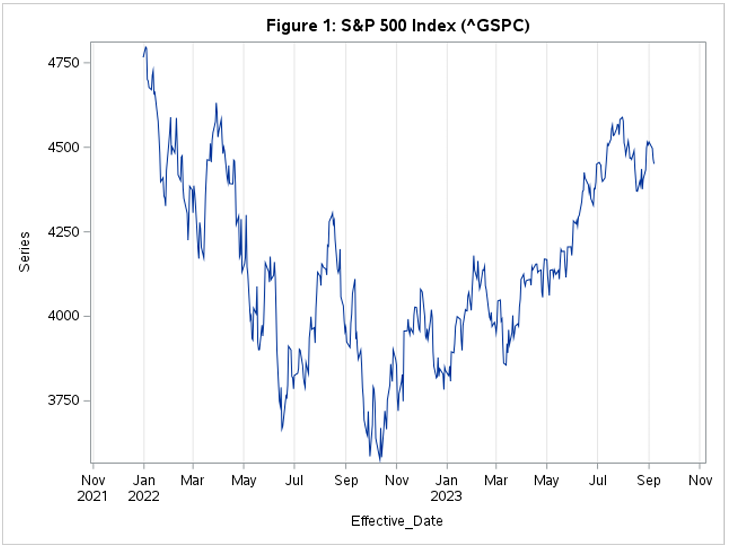 Figure 1: S&P 500 Index (^GSPC)
4750
4500
4250
4000
3750
Series
Nov Jan Mar May Jul Sep Nov Jan Mar May Jul Sep Nov
2021 2022 2023
Effective_Date